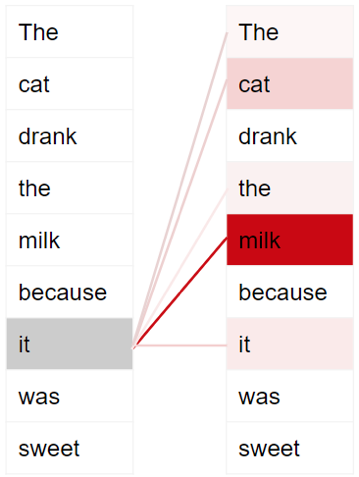 The The
cat cat
drank drank
the the
milk milk
because because
it it
was was
sweet sweet